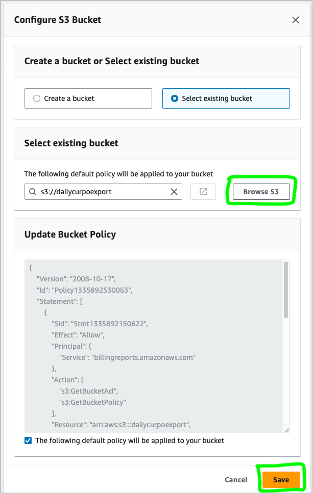 Configure S3 Bucket
Create a bucket or Select existing bucket
Create a bucket
Select existing bucket
Select existing bucket
The following default policy will be applied to your bucket
s3://dailycurpoexport
Browse S3
Update Bucket Policy
{
"Version": "2008-10-17",
"Id": "Policy1335892530063",
"Statement": [
{
"Sid": "Stmt1335892150622",
"Effect": "Allow",
"Principal": {
"Service": "billingreports.amazonaws.com"
},
"Action": [
"s3:GetBucketAcl",
"s3:GetBucketPolicy"
],
"Resource": "arn:aws:s3:::dailycurpoexport",
The following default policy will be applied to your bucket
Cancel
Save